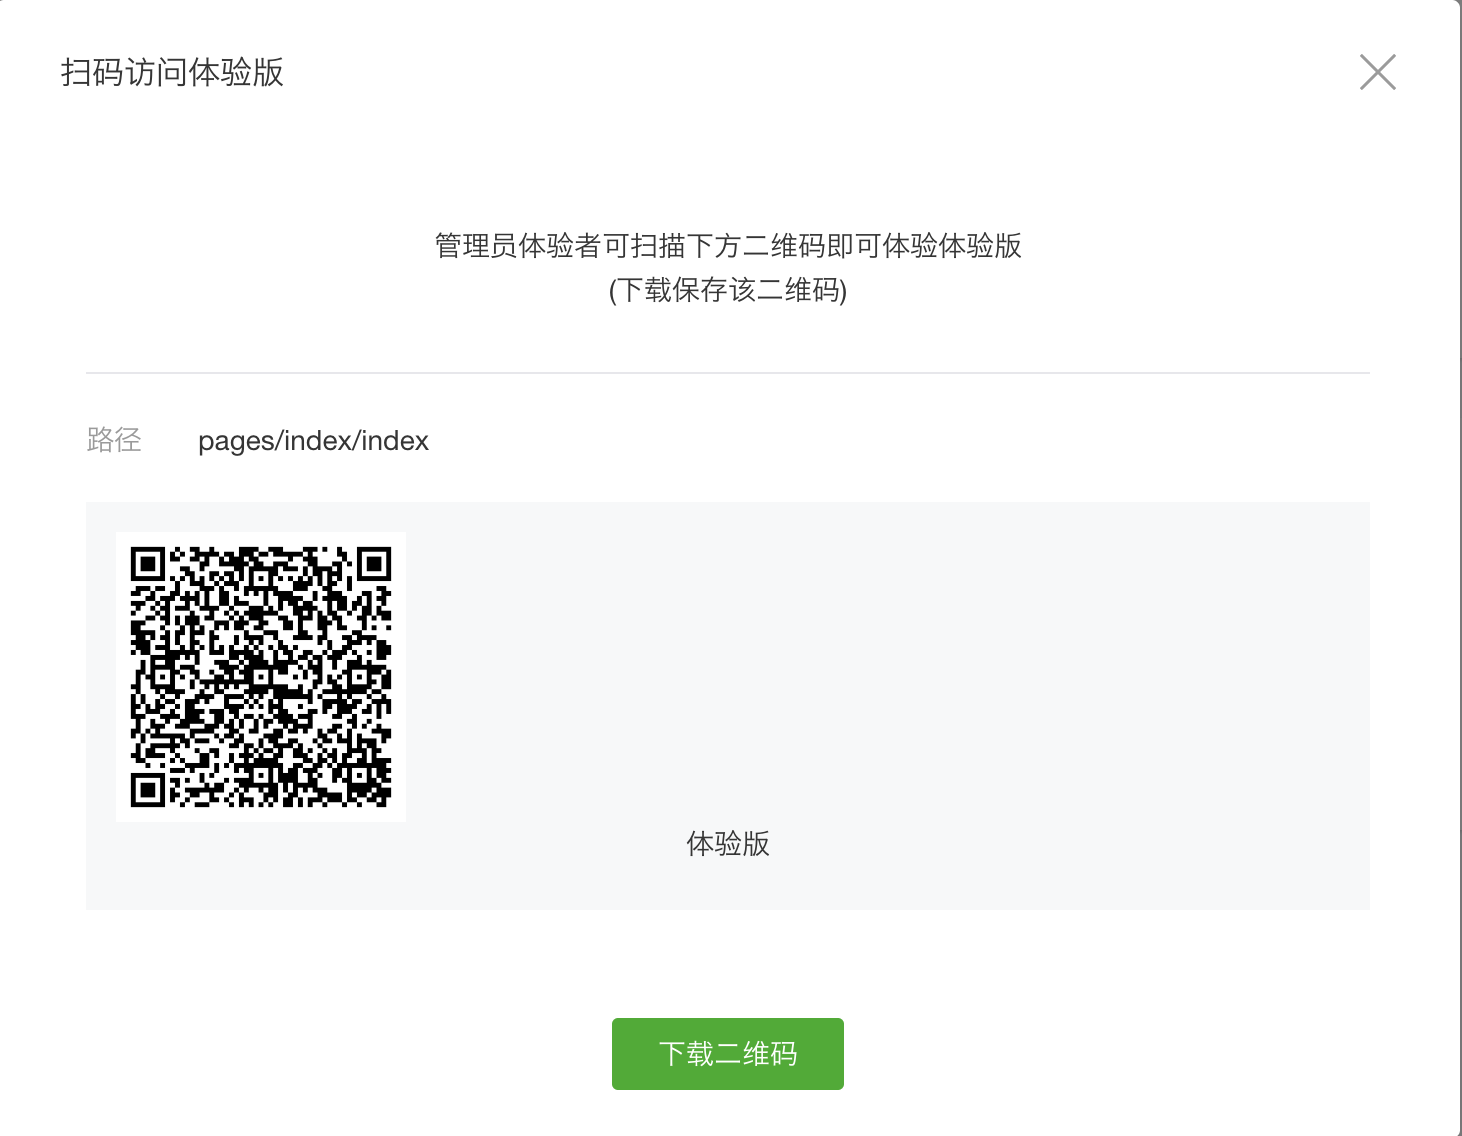 扫码访问体验版
管理员体验者可扫描下方二维码即可体验体验版
(下载保存该二维码)
路径 pages/index/index
体验版
下载二维码